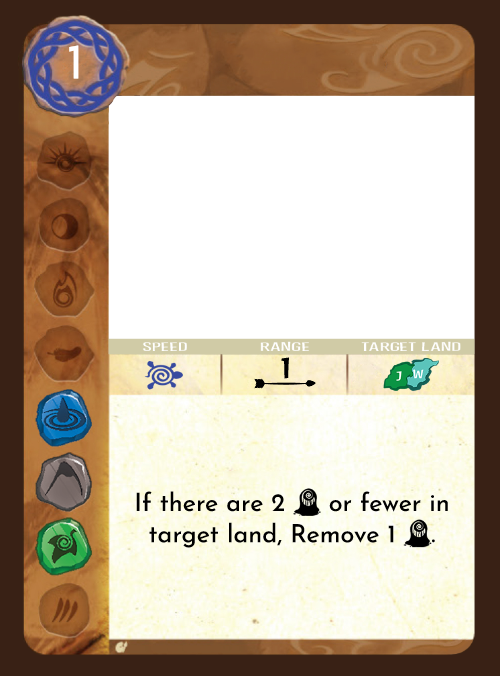 1
SPEED RANGE TARGET LAND
1 J W
If there are 2 or fewer in
target land, Remove 1 .